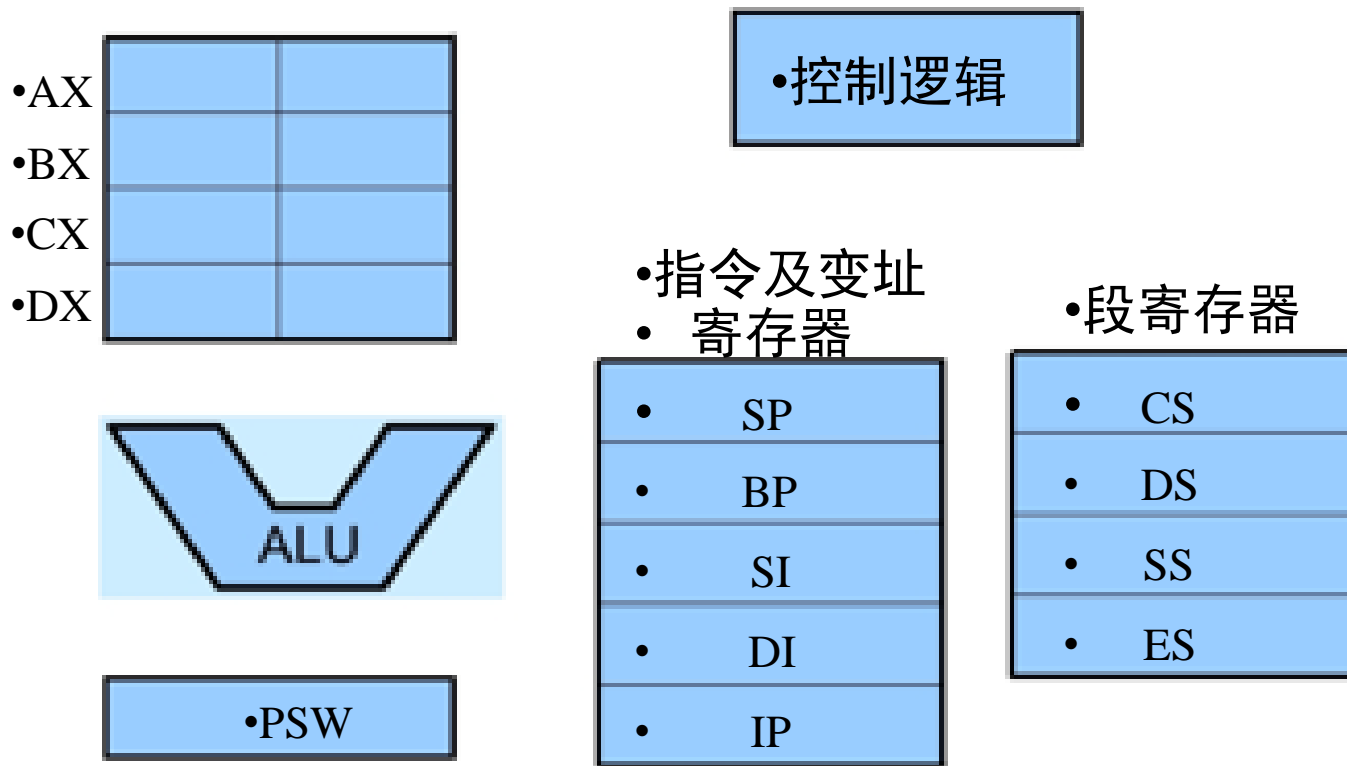 •AX
•BX
•CX
•DX
ALU
•PSW
•控制逻辑
•指令及变址
• 寄存器
• SP
• BP
• SI
• DI
• IP
•段寄存器
• CS
• DS
• SS
• ES